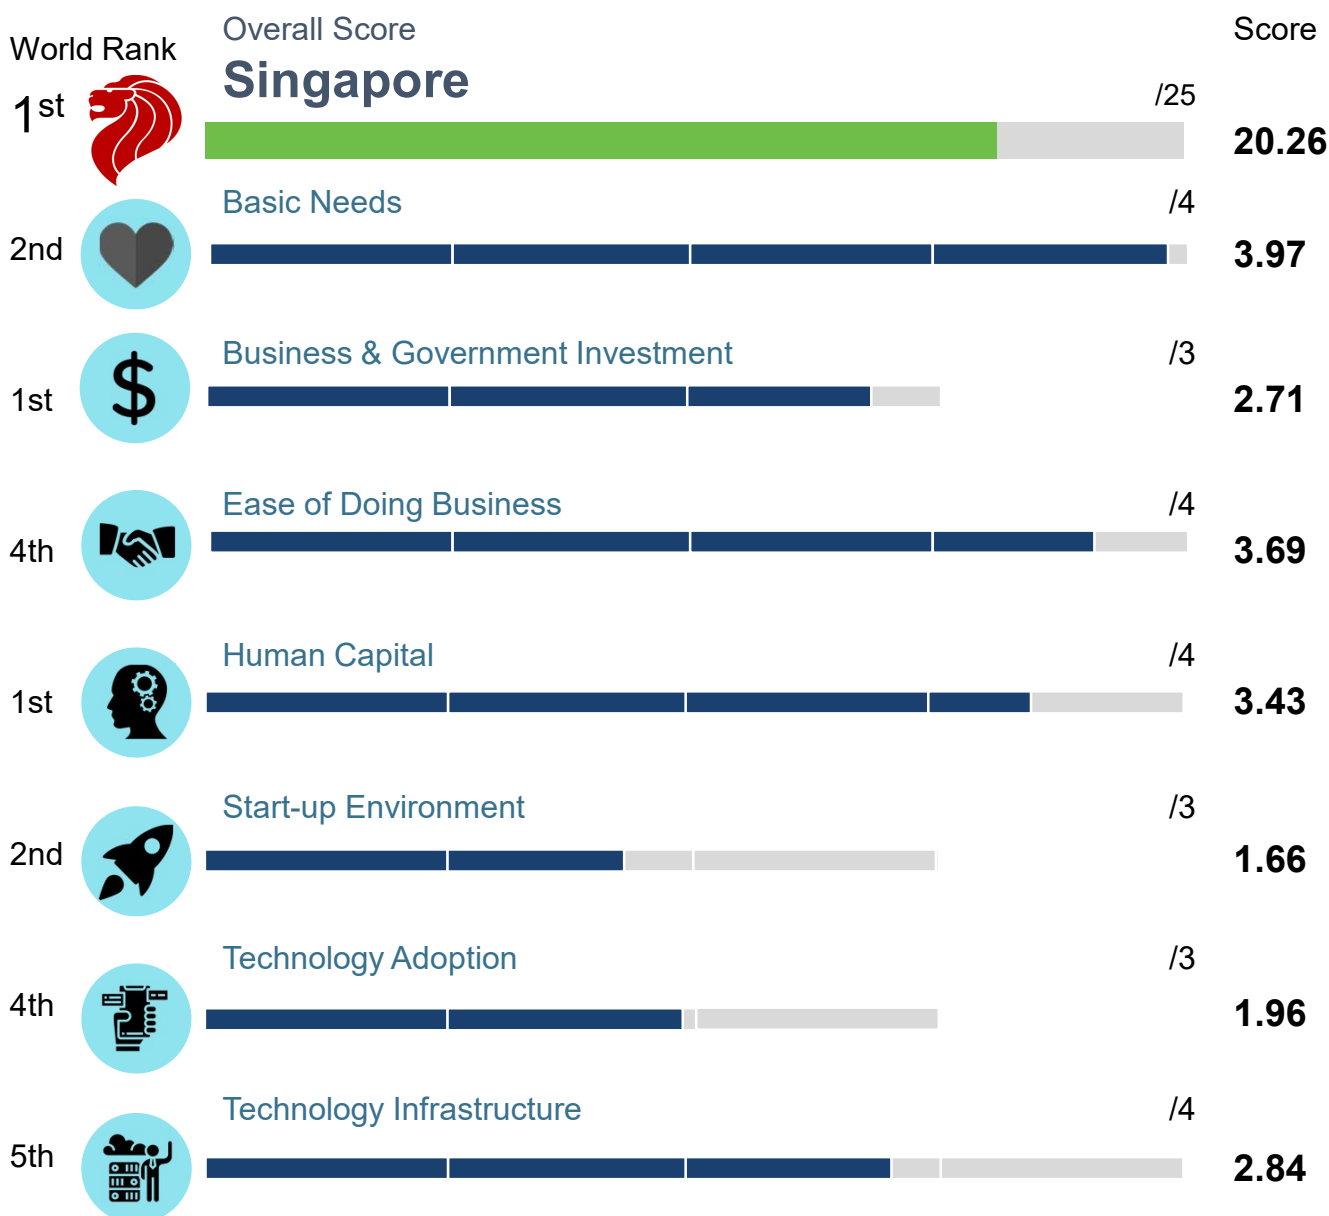 World Rank
Overall Score
Score
Singapore
1st
/25
20.26
Basic Needs
/4
2nd
3.97
Business & Government Investment
/3
1st
$
2.71
Ease of Doing Business
/4
4th
3.69
Human Capital
/4
1st
3.43
Start-up Environment
/3
2nd
1.66
Technology Adoption
/3
4th
1.96
Technology Infrastructure
/4
5th
2.84